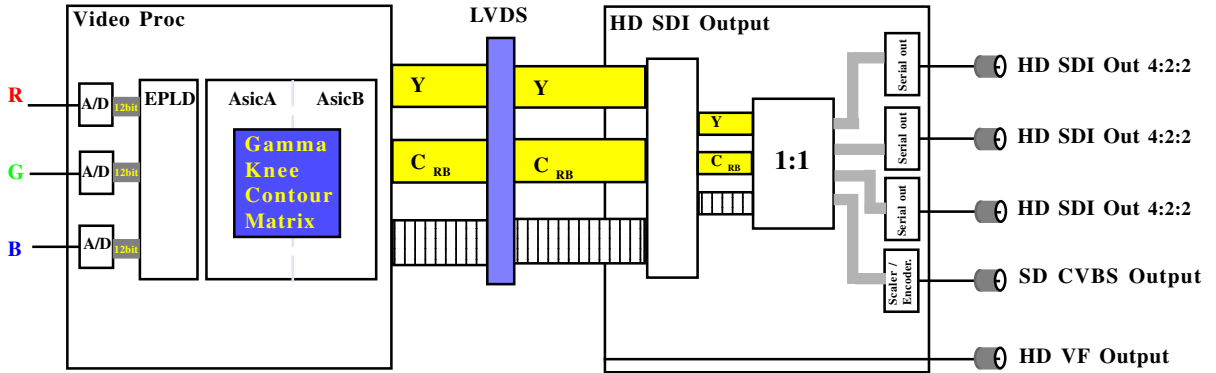 Video Proc
LVDS
HD SDI Output
R
G
B
A/D
A/D
A/D
12bit
12bit
12bit
EPLD
AsicA
AsicB
Gamma
Knee
Contour
Matrix
Y
Y
C RB
C RB
Y
C RB
1:1
Serial out
Serial out
Serial out
Scaler /
Encoder.
HD SDI Out 4:2:2
HD SDI Out 4:2:2
HD SDI Out 4:2:2
SD CVBS Output
HD VF Output